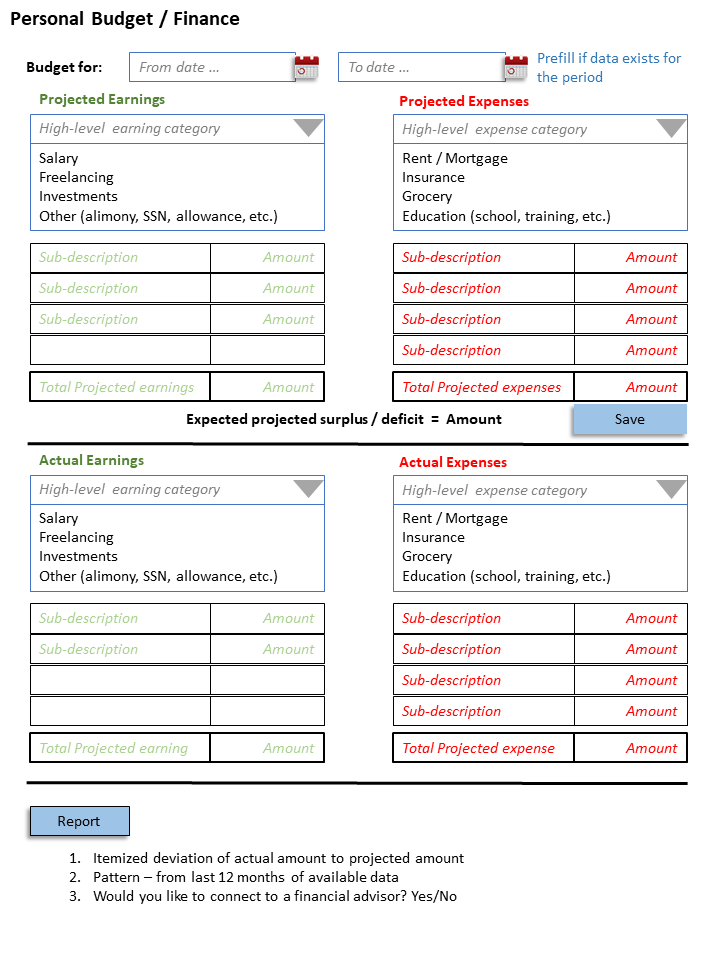 Personal Budget / Finance
Budget for: From date ... To date ... Prefill if data exists for
the period
Projected Earnings
High-level earning category
Salary
Freelancing
Investments
Other (alimony, SSN, allowance, etc.)
Projected Expenses
High-level expense category
Rent / Mortgage
Insurance
Grocery
Education (school, training, etc.)
Sub-description Amount
Sub-description Amount
Sub-description Amount
Total Projected earnings Amount
Sub-description Amount
Sub-description Amount
Sub-description Amount
Sub-description Amount
Total Projected expenses Amount
Expected projected surplus / deficit = Amount
Save
Actual Earnings
High-level earning category
Salary
Freelancing
Investments
Other (alimony, SSN, allowance, etc.)
Actual Expenses
High-level expense category
Rent / Mortgage
Insurance
Grocery
Education (school, training, etc.)
Sub-description Amount
Sub-description Amount
Total Projected earning Amount
Sub-description Amount
Sub-description Amount
Sub-description Amount
Sub-description Amount
Total Projected expense Amount
Report
1. Itemized deviation of actual amount to projected amount
2. Pattern – from last 12 months of available data
3. Would you like to connect to a financial advisor? Yes/No